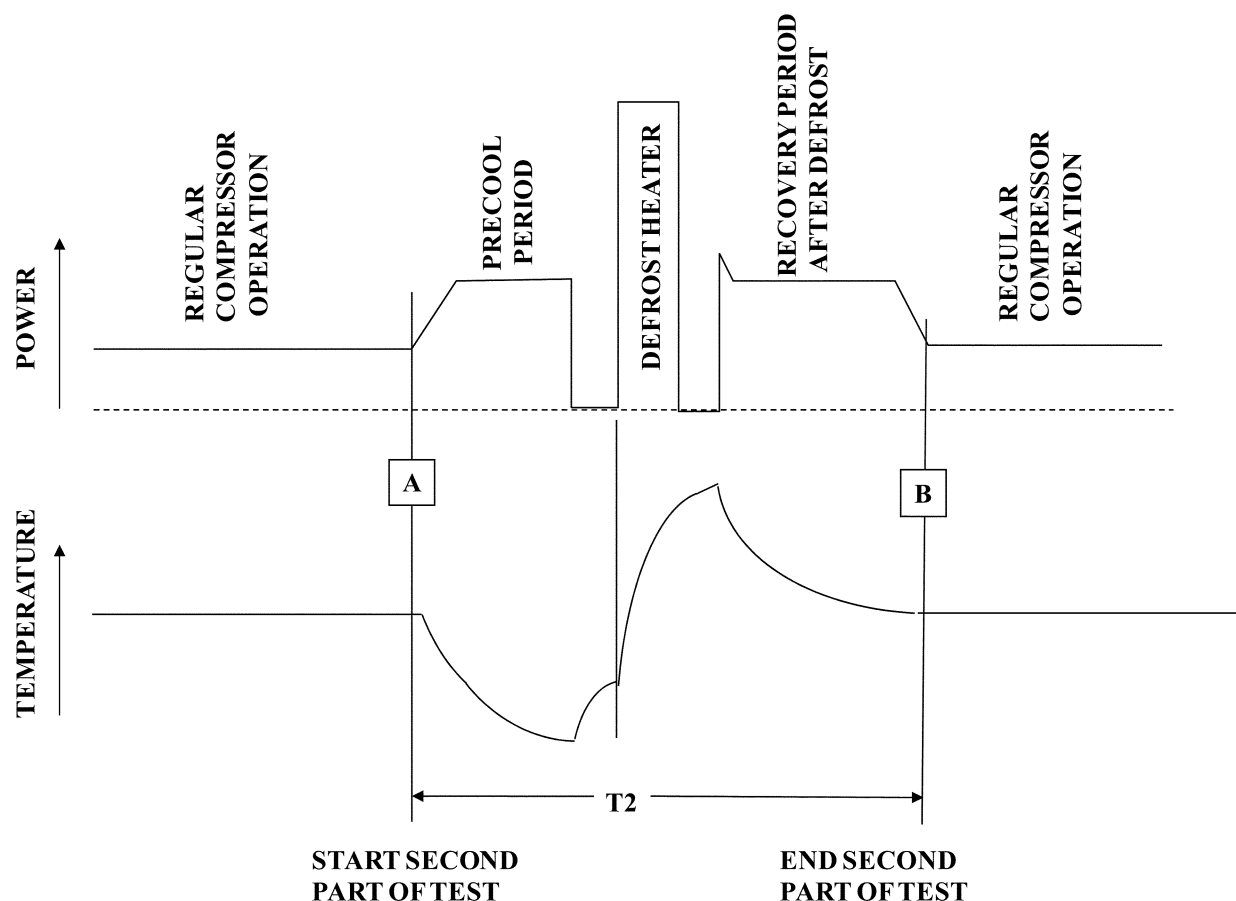 REGULAR
COMPRESSOR
OPERATION
PRECOOL
PERIOD
DEFROST HEATER
RECOVERY PERIOD
AFTER DEFROST
REGULAR
COMPRESSOR
OPERATION
POWER
A
B
TEMPERATURE
T2
START SECOND
PART OF TEST
END SECOND
PART OF TEST